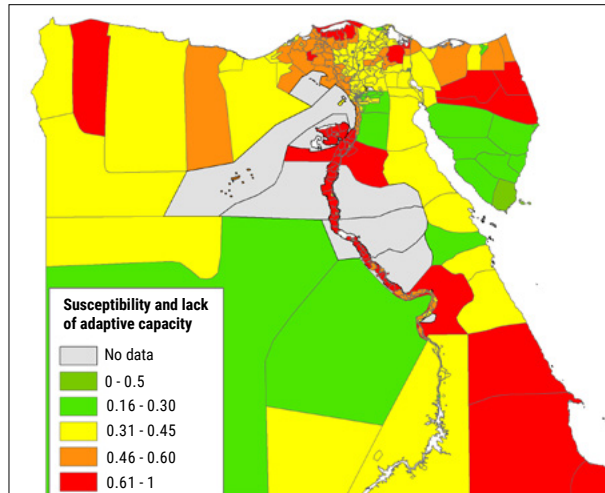 Susceptibility and lack
of adaptive capacity
No data
0 - 0.5
0.16 - 0.30
0.31 - 0.45
0.46 - 0.60
0.61 - 1